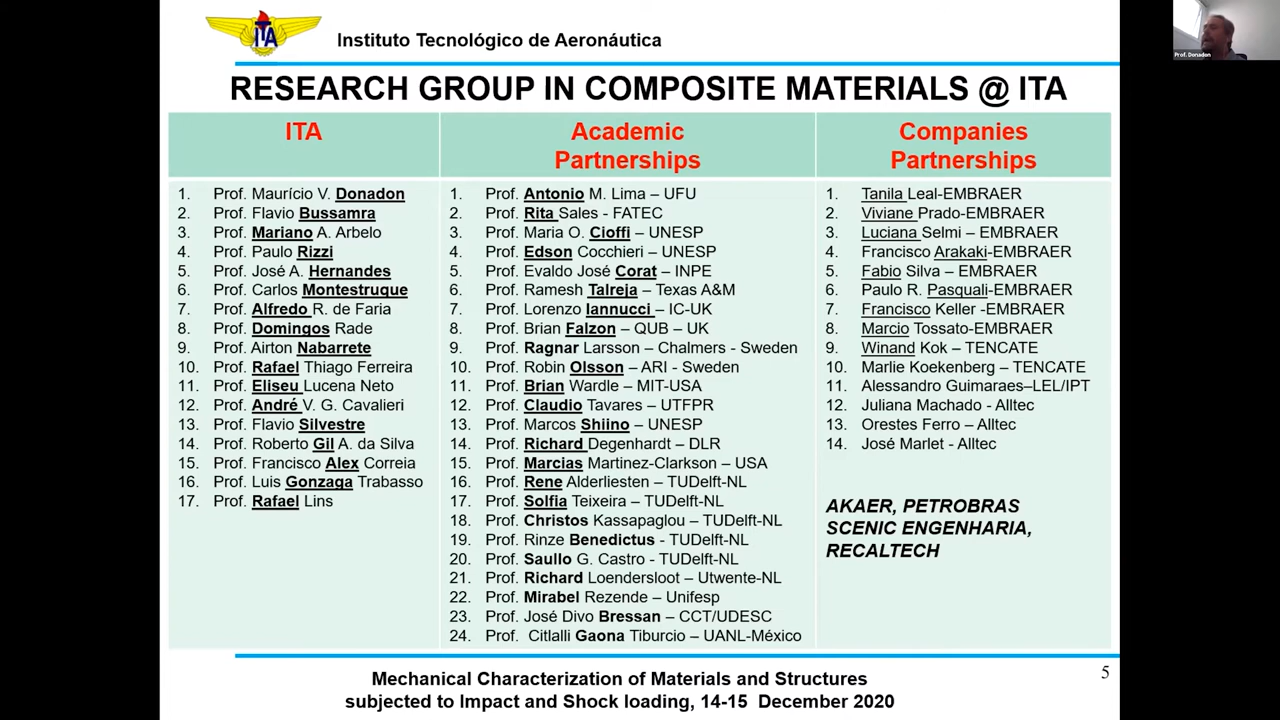 ITA
Instituto Tecnológico de Aeronáutica
Prof. Donadon
RESEARCH GROUP IN COMPOSITE MATERIALS @ ITA
ITA
1. Prof. Maurício V. Donadon
2. Prof. Flavio Bussamra
3. Prof. Mariano A. Arbelo
4. Prof. Paulo Rizzi
5. Prof. José A. Hernandes
6. Prof. Carlos Montestruque
7. Prof. Alfredo R. de Faria
8. Prof. Domingos Rade
9. Prof. Airton Nabarrete
10. Prof. Rafael Thiago Ferreira
11. Prof. Eliseu Lucena Neto
12. Prof. André V. G. Cavalieri
13. Prof. Flavio Silvestre
14. Prof. Roberto Gil A. da Silva
15. Prof. Francisco Alex Correia
16. Prof. Luis Gonzaga Trabasso
17. Prof. Rafael Lins
Academic
Partnerships
1. Prof. Antonio M. Lima – UFU
2. Prof. Rita Sales - FATEC
3. Prof. Maria O. Cioffi – UNESP
4. Prof. Edson Cocchieri - UNESP
5. Prof. Evaldo José Corat – INPE
6. Prof. Ramesh Talreja – Texas A&M
7. Prof. Lorenzo Iannucci – IC-UK
8. Prof. Brian Falzon – QUB – UK
9. Prof. Ragnar Larsson – Chalmers - Sweden
10. Prof. Robin Olsson – ARI - Sweden
11. Prof. Brian Wardle – MIT-USA
12. Prof. Claudio Tavares – UTFPR
13. Prof. Marcos Shiino – UNESP
14. Prof. Richard Degenhardt – DLR
15. Prof. Marcias Martinez-Clarkson – USA
16. Prof. Rene Alderliesten – TUDelft-NL
17. Prof. Solfia Teixeira – TUDelft-NL
18. Prof. Christos Kassapaglou – TUDelft-NL
19. Prof. Rinze Benedictus - TUDelft-NL
20. Prof. Saullo G. Castro - TUDelft-NL
21. Prof. Richard Loendersloot – Utwente-NL
22. Prof. Mirabel Rezende – Unifesp
23. Prof. José Divo Bressan – CCT/UDESC
24. Prof. Citlalli Gaona Tiburcio – UANL-México
Companies
Partnerships
1. Tanila Leal-EMBRAER
2. Viviane Prado-EMBRAER
3. Luciana Selmi – EMBRAER
4. Francisco Arakaki-EMBRAER
5. Fabio Silva – EMBRAER
6. Paulo R. Pasquali-EMBRAER
7. Francisco Keller -EMBRAER
8. Marcio Tossato-EMBRAER
9. Winand Kok – TENCATE
10. Marlie Koekenberg – TENCATE
11. Alessandro Guimaraes–LEL/IPT
12. Juliana Machado - Alltec
13. Orestes Ferro – Alltec
14. José Marlet - Alltec
AKAER, PETROBRAS
SCENIC ENGENHARIA,
RECALTECH
Mechanical Characterization of Materials and Structures
subjected to Impact and Shock loading, 14-15 December 2020
5